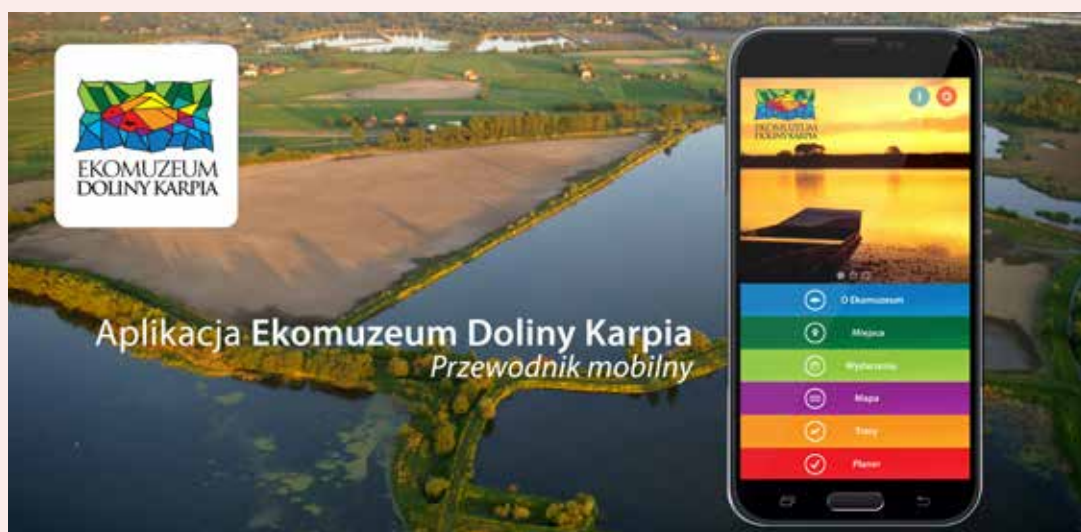 EKOMUZEUM
DOLINY KARPIA
Aplikacja Ekomuzeum Doliny Karpia
Przewodnik mobilny
EKOMUZEUM
DOLINY KARPIA
O Ekomuzeum
Miejsca
Wydarzenia
Mapa
Trasy
Planer